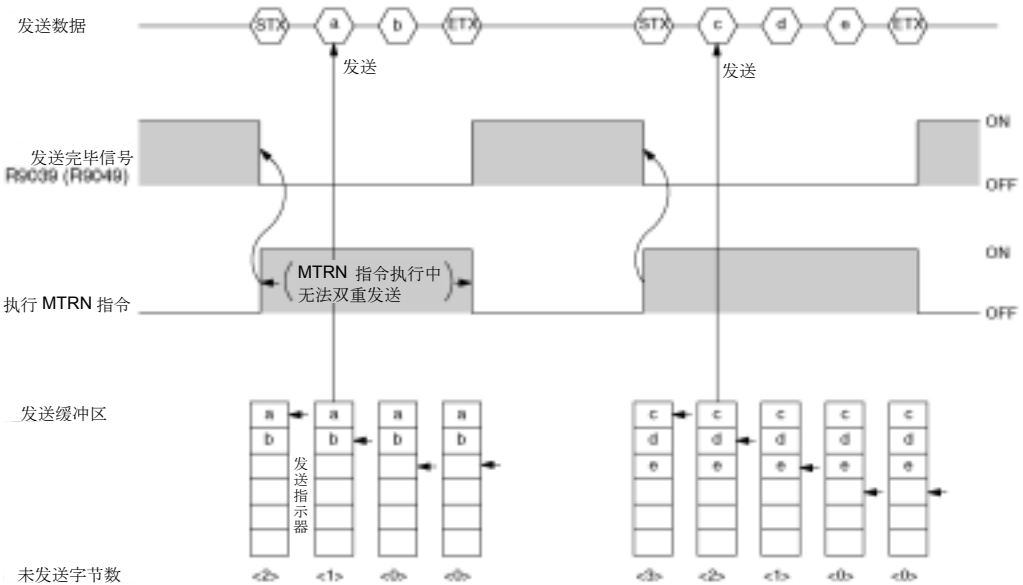 发送数据 STX a b ETX STX c d e ETX
发送 发送
ON
发送完毕信号
R9039 (R9049)
OFF
ON
MTRN 指令执行中
无法双重发送
执行 MTRN 指令
OFF
发送缓冲区 a a a a c c c c c
b b b b d d d d d
e e e e e
发送指示器
未发送字节数 <2> <1> <0> <0> <3> <2> <1> <0> <0>